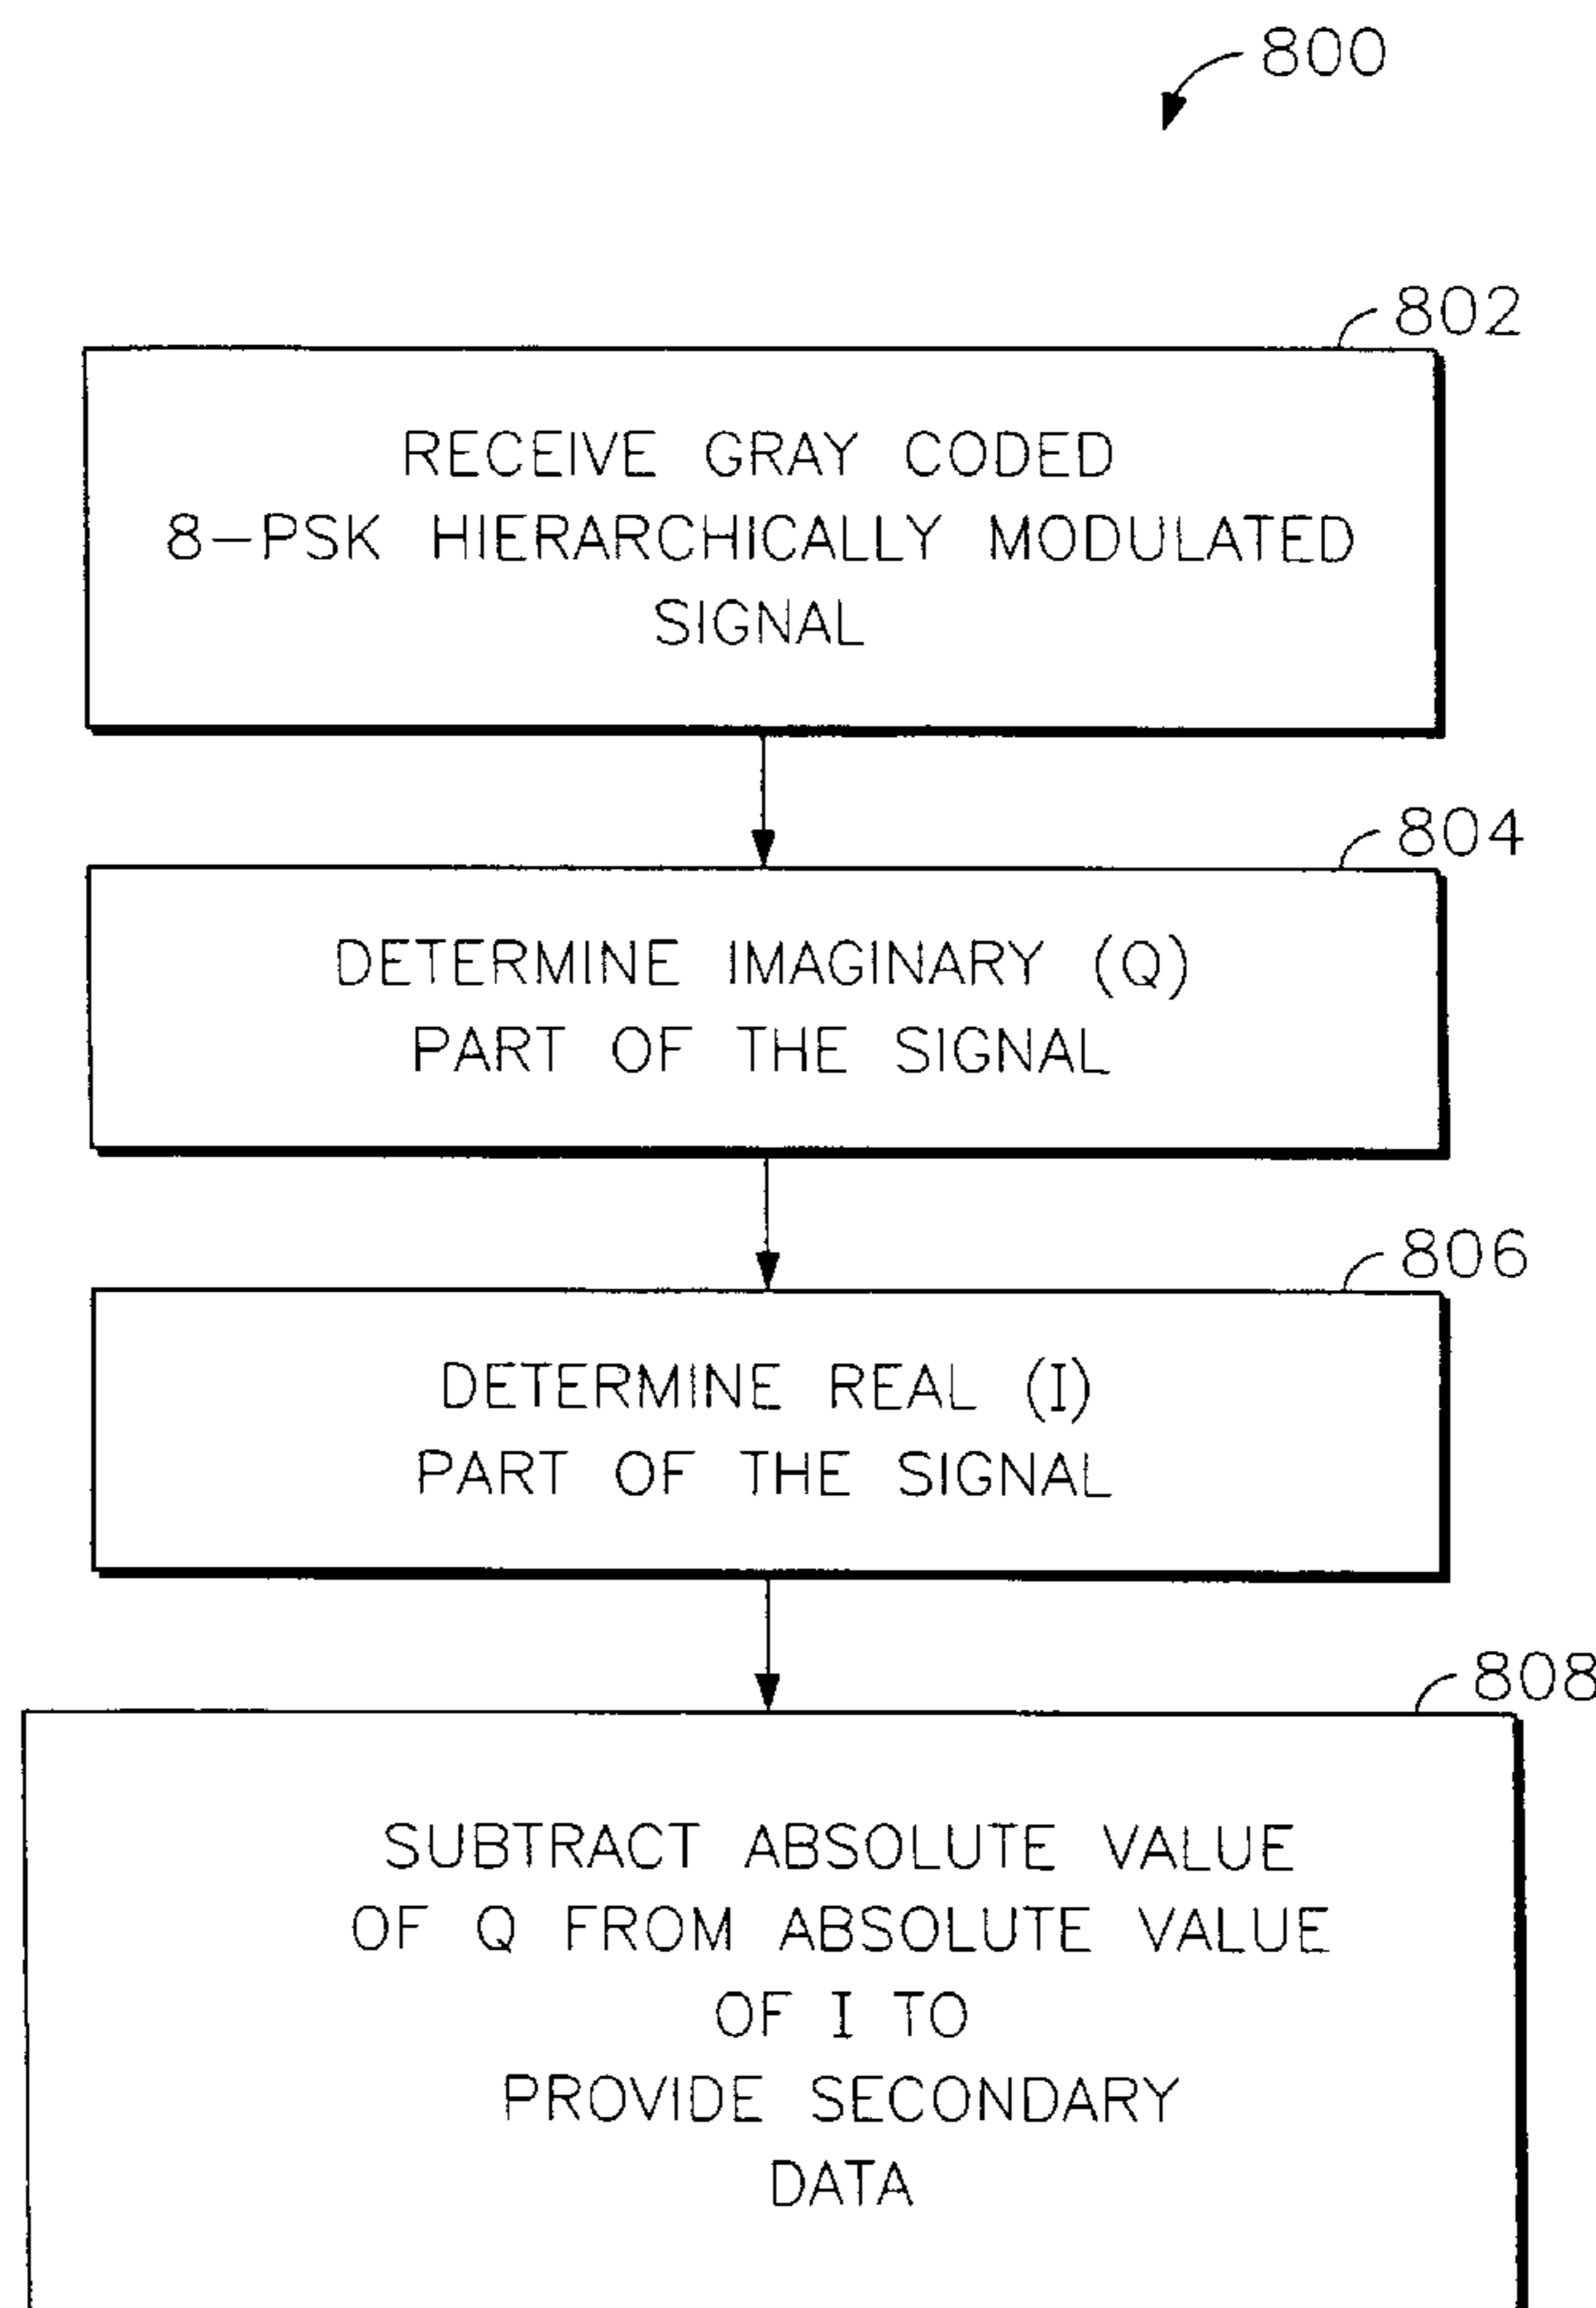 800
802
RECEIVE GRAY CODED
8-PSK HIERARCHICALLY MODULATED
SIGNAL
804
DETERMINE IMAGINARY (Q)
PART OF THE SIGNAL
806
DETERMINE REAL (I)
PART OF THE SIGNAL
808
SUBTRACT ABSOLUTE VALUE
OF Q FROM ABSOLUTE VALUE
OF I TO
PROVIDE SECONDARY
DATA